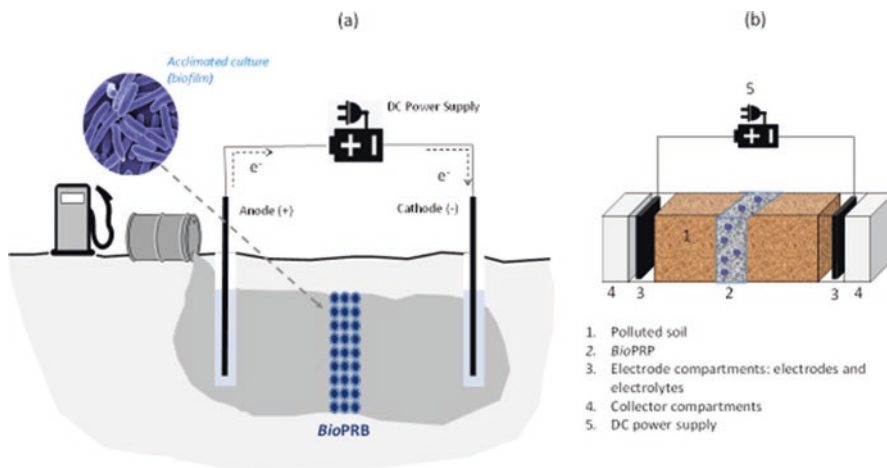 (a)
Acclimated culture
(biofilm)
DC Power Supply
+
e-
e-
Anode (+)
Cathode (-)
BioPRB
(b)
5
1
4
3
2
3
4
1. Polluted soil
2. BioPRP
3. Electrode compartments: electrodes and
electrolytes
4. Collector compartments
5. DC power supply